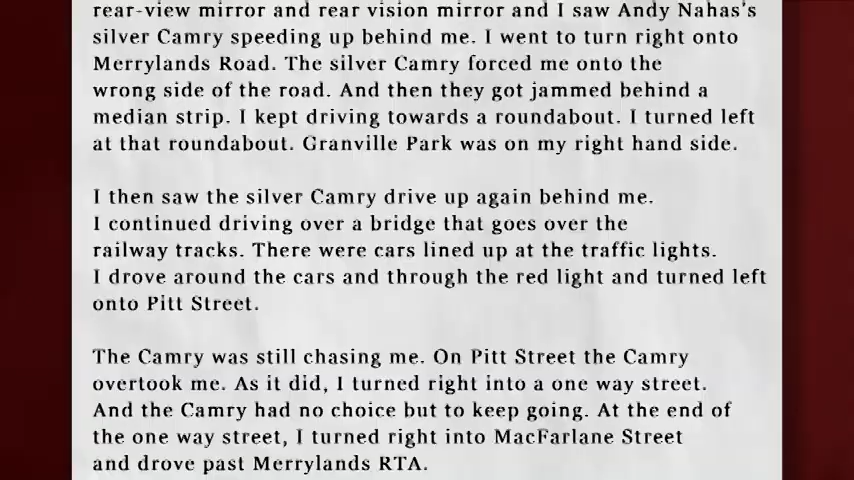 rear-view mirror and rear vision mirror and I saw Andy Nahas's
silver Camry speeding up behind me. I went to turn right onto
Merrylands Road. The silver Camry forced me onto the
wrong side of the road. And then they got jammed behind a
median strip. I kept driving towards a roundabout. I turned left
at that roundabout. Granville Park was on my right hand side.
I then saw the silver Camry drive up again behind me.
I continued driving over a bridge that goes over the
railway tracks. There were cars lined up at the traffic lights.
I drove around the cars and through the red light and turned left
onto Pitt Street.
The Camry was still chasing me. On Pitt Street the Camry
overtook me. As it did, I turned right into a one way street.
And the Camry had no choice but to keep going. At the end of
the one way street, I turned right into MacFarlane Street
and drove past Merrylands RTA.